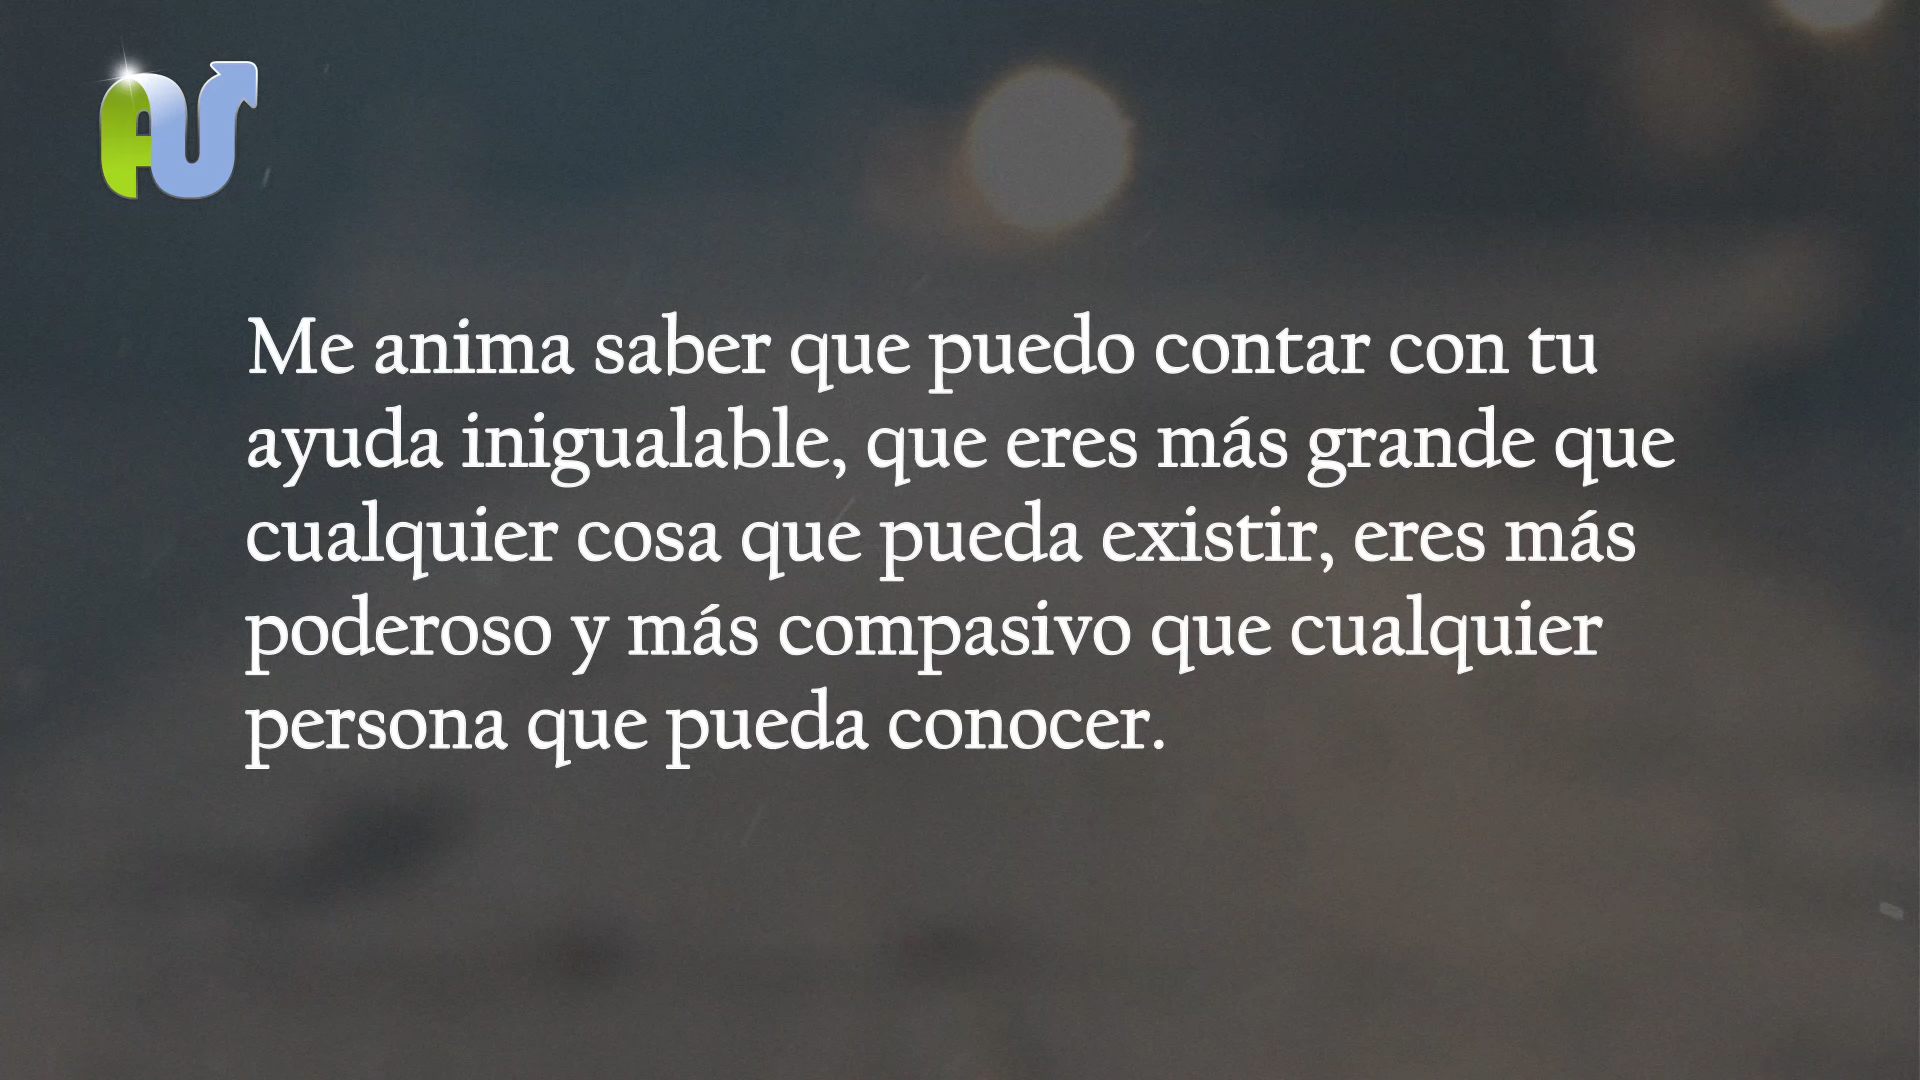 AU
Me anima saber que puedo contar con tu
ayuda inigualable, que eres más grande que
cualquier cosa que pueda existir, eres más
poderoso y más compasivo que cualquier
persona que pueda conocer.